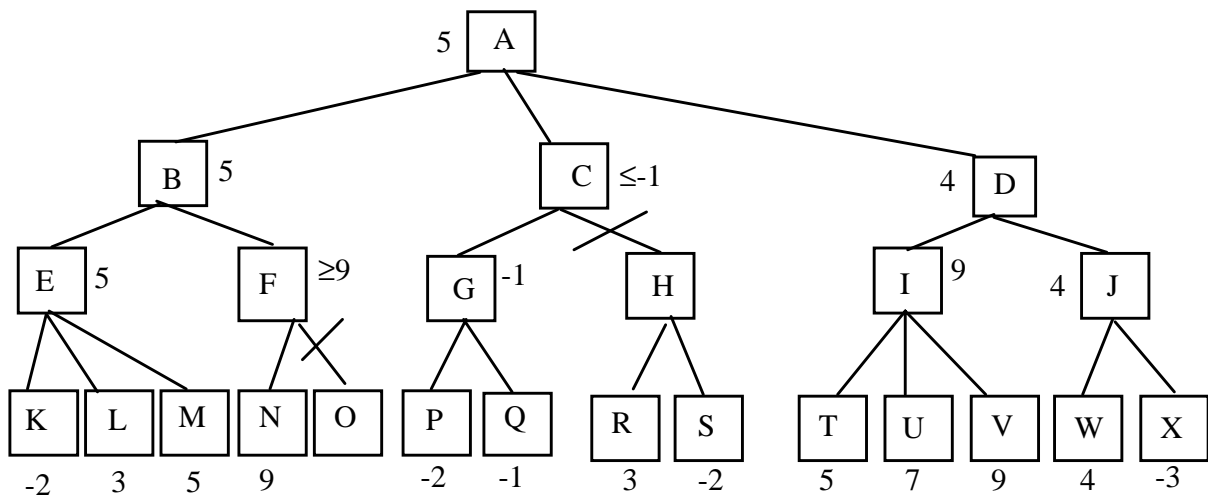 5 A
B 5 C ≤-1 4 D
E 5 F ≥9 G -1 H I 9 4 J
K L M N O P Q R S T U V W X
-2 3 5 9 -2 -1 3 -2 5 7 9 4 -3